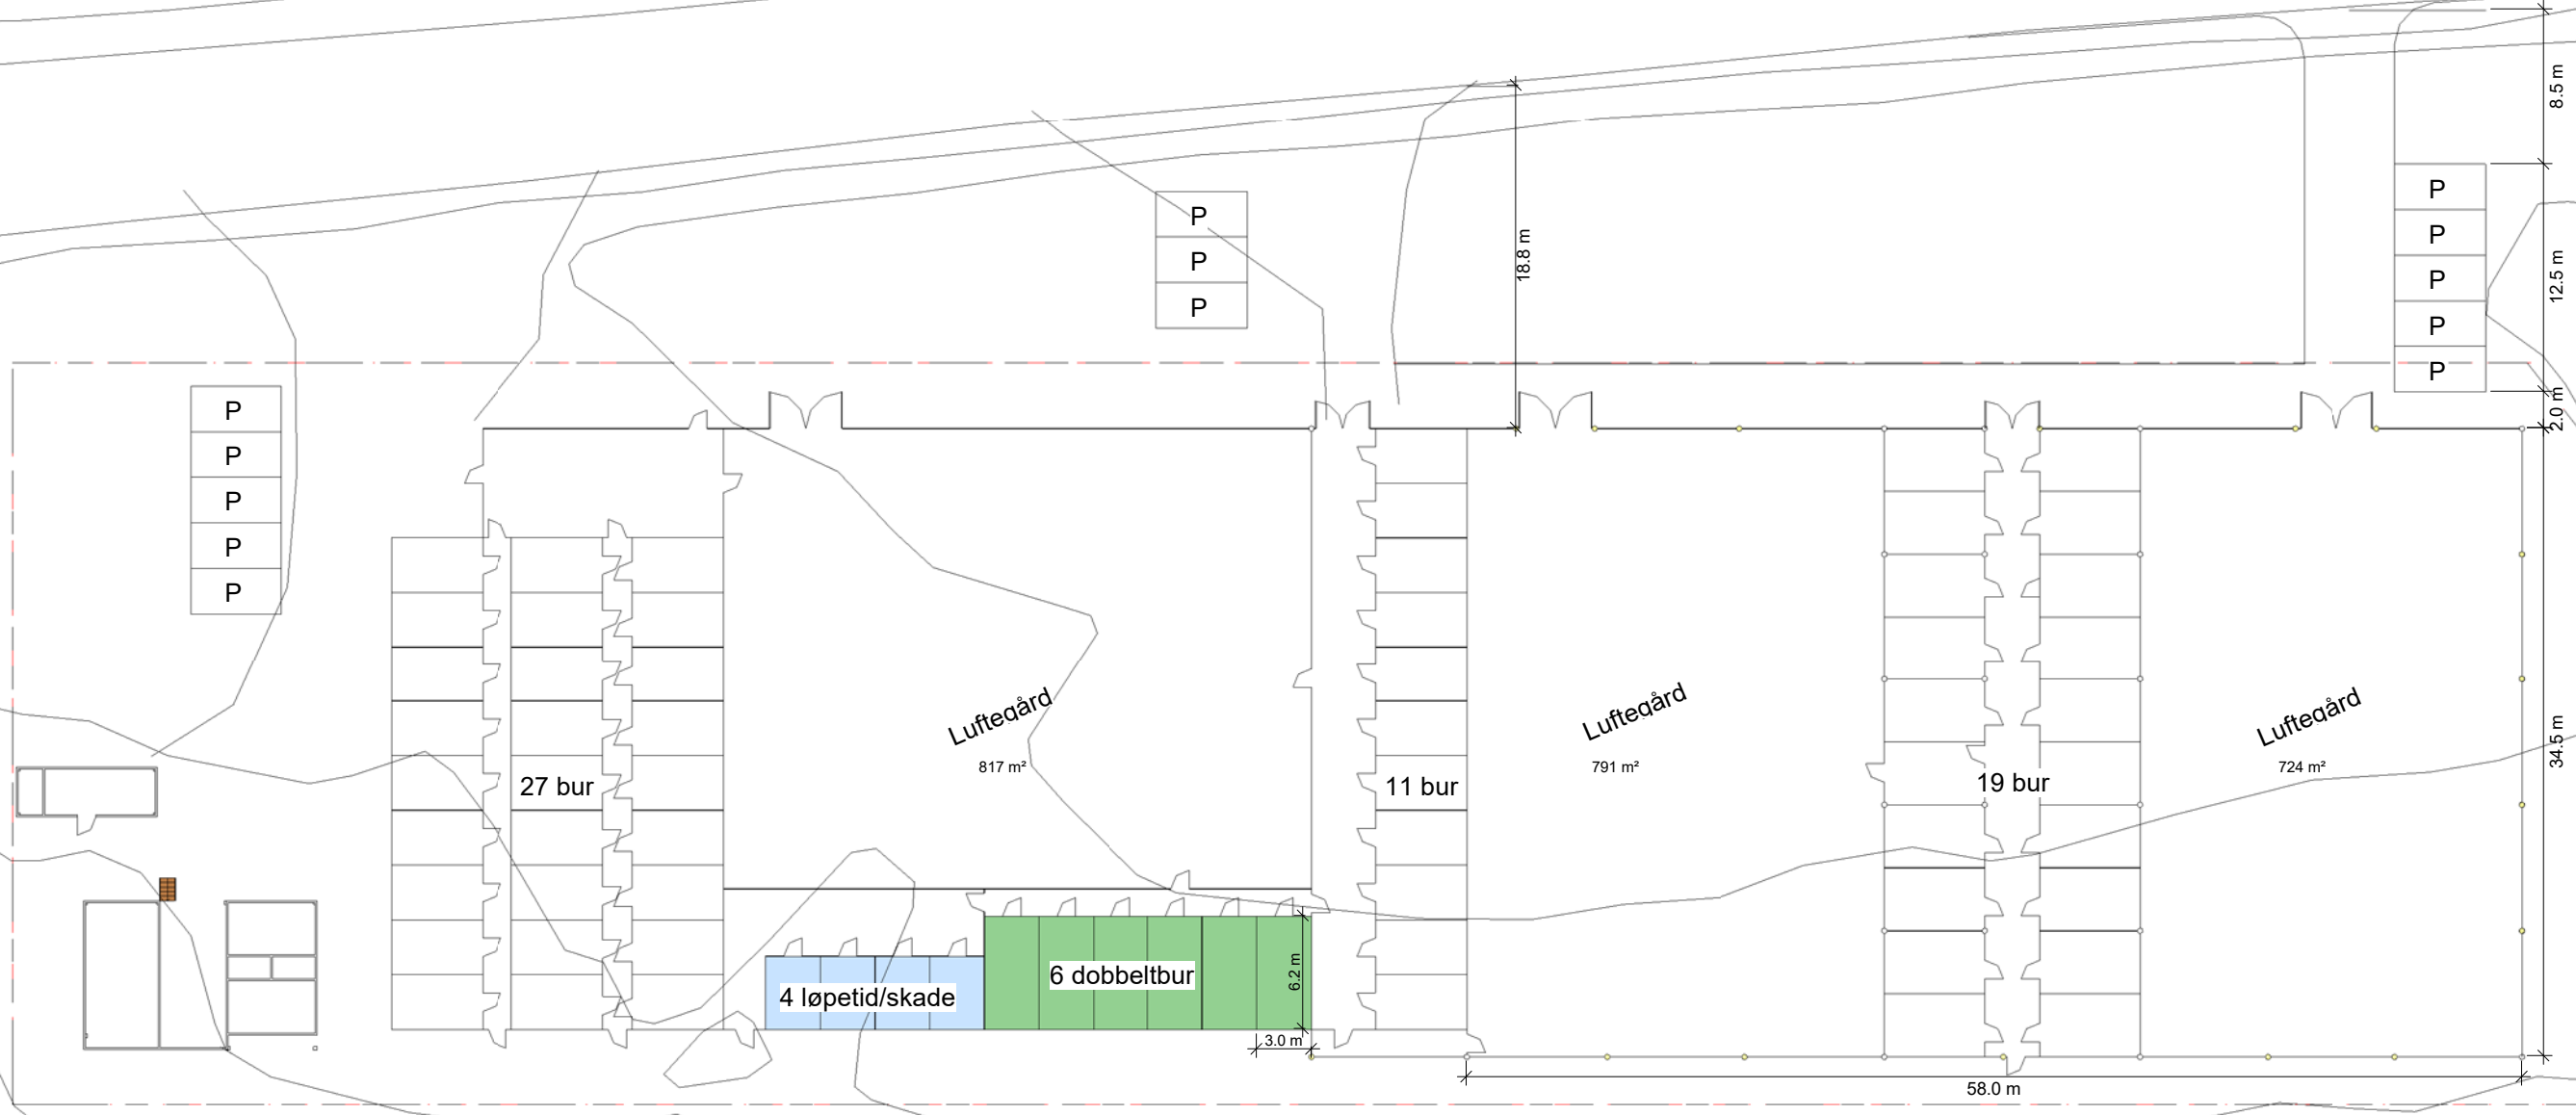 8.5 m
P
P
P
P
P
12.5 m
2.0 m
P
P
P
18.8 m
P
P
P
P
P
Luftegård
817 m²
Luftegård
791 m²
Luftegård
724 m²
34.5 m
27 bur
11 bur
19 bur
4 løpetid/skade
6 dobbeltbur
6.2 m
3.0 m
58.0 m